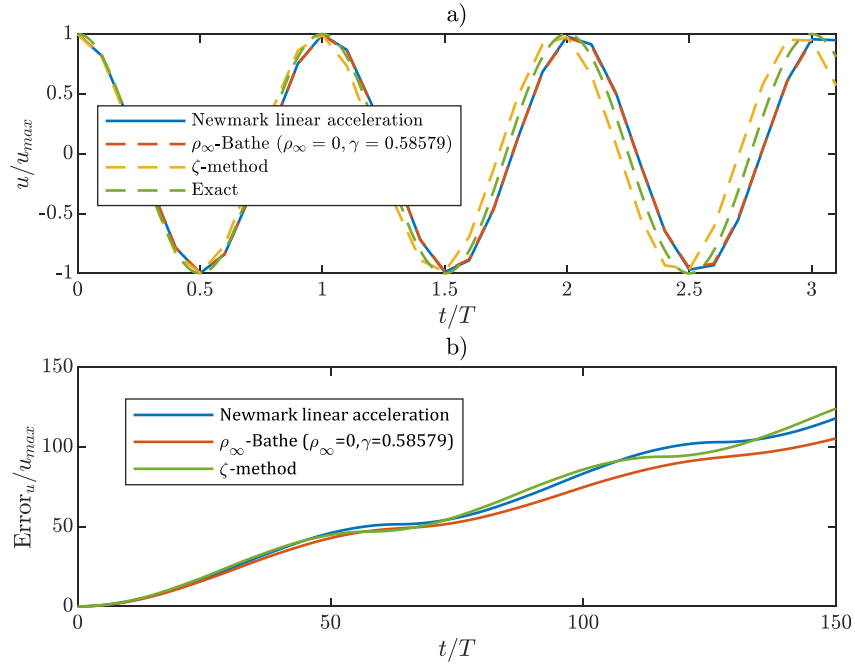 a)
1
0.5
0
-0.5
-1
u/u_max
Newmark linear acceleration
ρ∞-Bathe (ρ∞ = 0, γ = 0.58579)
ζ-method
Exact
0 0.5 1 1.5 2 2.5 3
t/T
b)
150
100
50
0
Error_u/u_max
Newmark linear acceleration
ρ∞-Bathe (ρ∞=0,γ=0.58579)
ζ-method
0 50 100 150
t/T